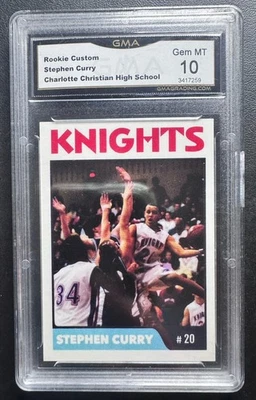 GMA
Rookie Custom
Stephen Curry
Charlotte Christian High School
Gem MT
10
3417259
GMAGRADING.COM
KNIGHTS
34
STEPHEN CURRY
#20